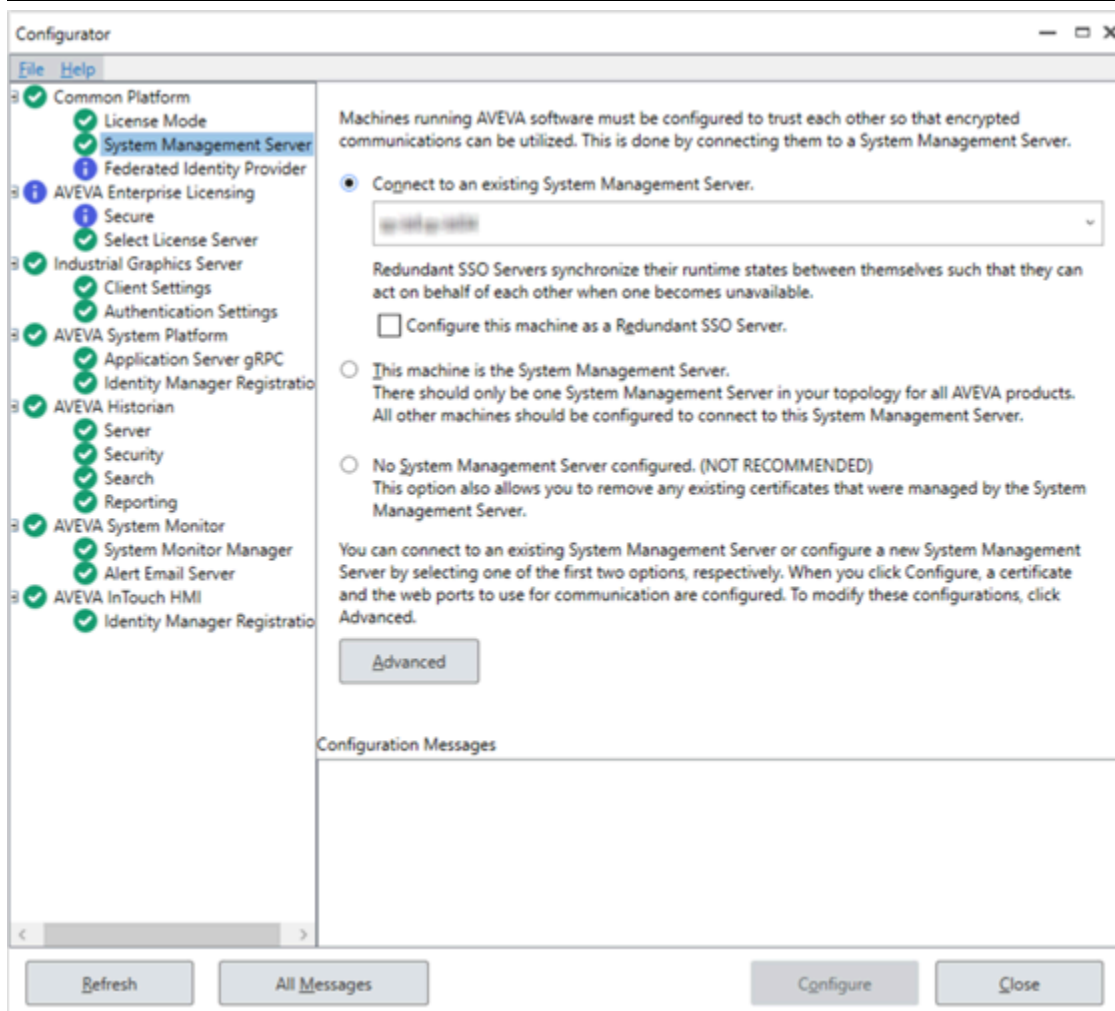 Configurator
File Help
Common Platform
License Mode
System Management Server
Federated Identity Provider
AVEVA Enterprise Licensing
Secure
Select License Server
Industrial Graphics Server
Client Settings
Authentication Settings
AVEVA System Platform
Application Server gRPC
Identity Manager Registratio
AVEVA Historian
Server
Security
Search
Reporting
AVEVA System Monitor
System Monitor Manager
Alert Email Server
AVEVA InTouch HMI
Identity Manager Registratio
Machines running AVEVA software must be configured to trust each other so that encrypted
communications can be utilized. This is done by connecting them to a System Management Server.
Connect to an existing System Management Server.
Redundant SSO Servers synchronize their runtime states between themselves such that they can
act on behalf of each other when one becomes unavailable.
Configure this machine as a Redundant SSO Server.
This machine is the System Management Server.
There should only be one System Management Server in your topology for all AVEVA products.
All other machines should be configured to connect to this System Management Server.
No System Management Server configured. (NOT RECOMMENDED)
This option also allows you to remove any existing certificates that were managed by the System
Management Server.
You can connect to an existing System Management Server or configure a new System Management
Server by selecting one of the first two options, respectively. When you click Configure, a certificate
and the web ports to use for communication are configured. To modify these configurations, click
Advanced.
Advanced
Configuration Messages
Refresh
All Messages
Configure
Close